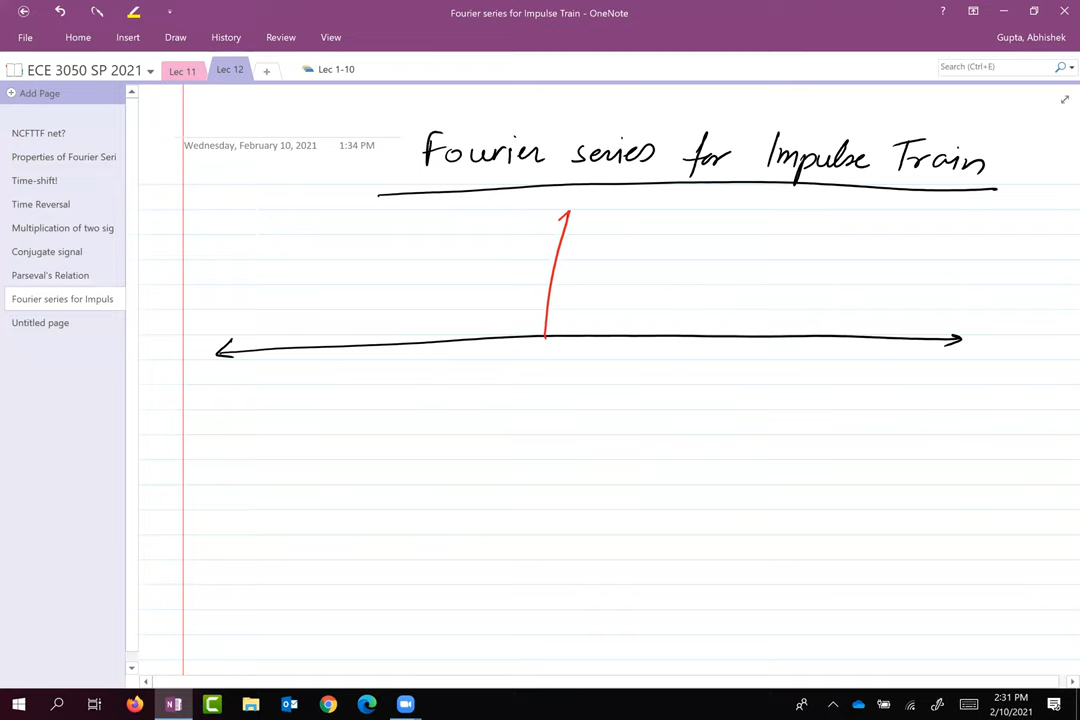 Fourier series for Impulse Train - OneNote
?
File Home Insert Draw History Review View
Gupta, Abhishek
ECE 3050 SP 2021
Lec 11
Lec 12
+
Lec 1-10
Search (Ctrl+E)
Add Page
NCFTTF net?
Properties of Fourier Seri
Time-shift!
Time Reversal
Multiplication of two sig
Conjugate signal
Parseval's Relation
Fourier series for Impuls
Untitled page
Wednesday, February 10, 2021 1:34 PM
Fourier series for Impulse Train
2:31 PM
2/10/2021